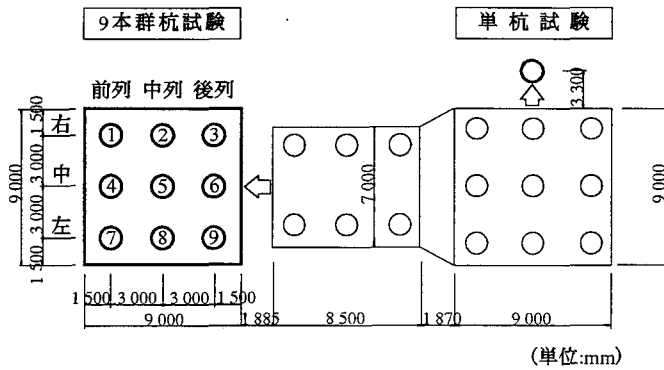 9本群杭試験
単杭試験
前列 中列 後列
3 300
右
中
左
1 500
3 000
3 000
1 500
9 000
① ② ③
④ ⑤ ⑥
⑦ ⑧ ⑨
7 000
9 000
1 500 3 000 3 000 1 500
9 000 1 885 8 500 1 870 9 000
(単位:mm)